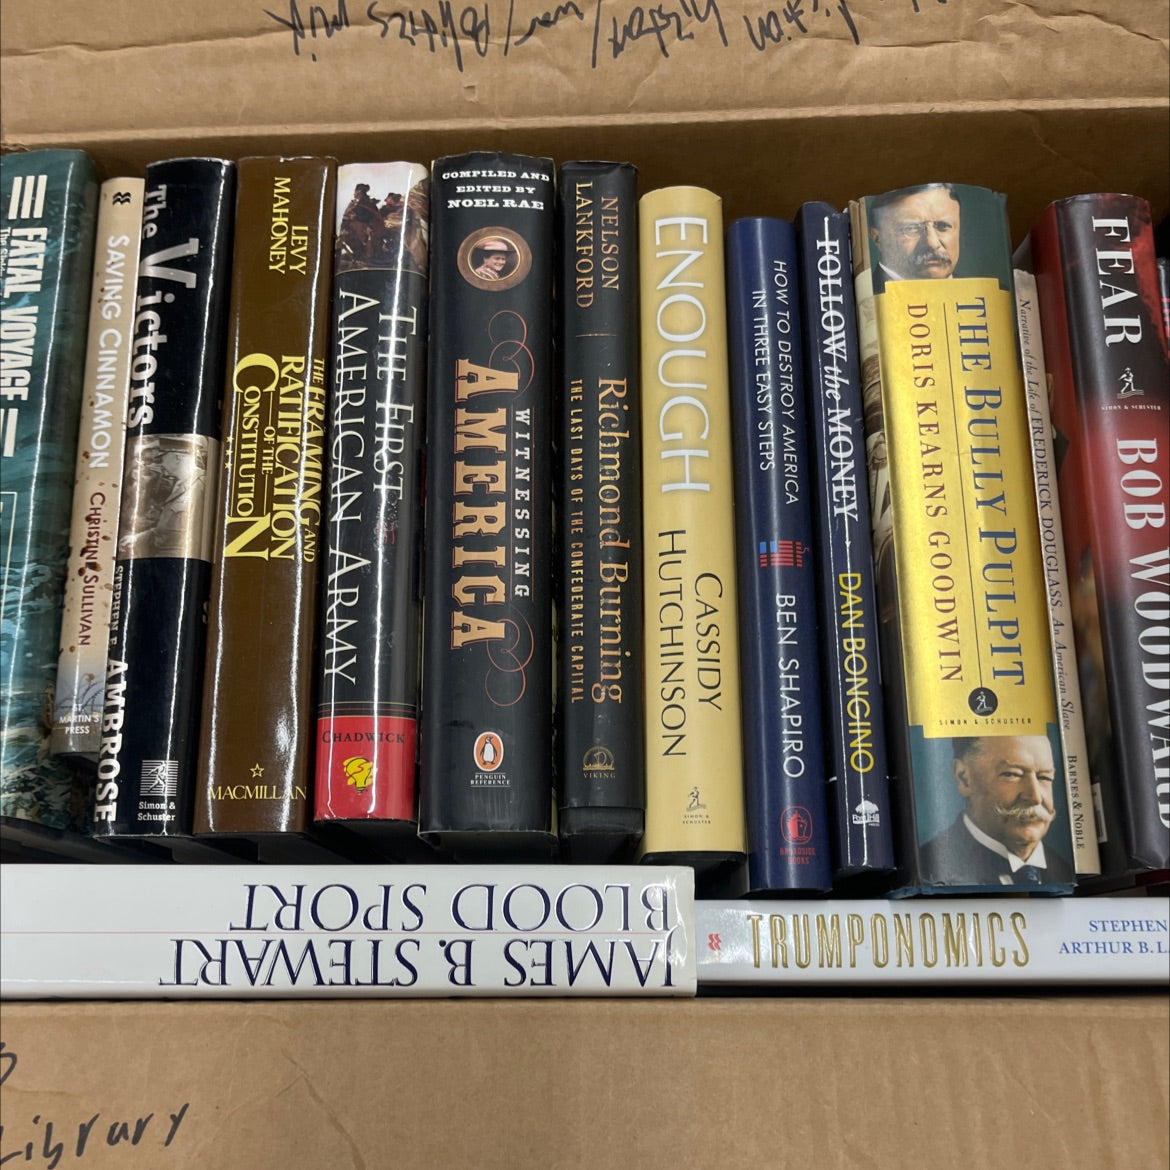 FATAL VOYAGE
SAVING CINNAMON
CHRISTINE SULLIVAN
ST. MARTIN'S PRESS
The Victors
STEPHEN E. AMBROSE
Simon & Schuster
LEVY
MAHONEY
THE FRAMING AND
RATIFICATION
OF THE
CONSTITUTION
MACMILLAN
THE FIRST
AMERICAN ARMY
CHADWICK
COMPILED AND
EDITED BY
NOEL RAE
WITNESSING
AMERICA
PENGUIN
REFERENCE
NELSON
LANKFORD
Richmond Burning
THE LAST DAYS OF THE CONFEDERATE CAPITAL
VIKING
ENOUGH
CASSIDY
HUTCHINSON
SIMON &
SCHUSTER
HOW TO DESTROY AMERICA
IN THREE EASY STEPS
BEN SHAPIRO
BROADSIDE
BOOKS
FOLLOW the MONEY
DAN BONGINO
Post Hill
THE BULLY PULPIT
DORIS KEARNS GOODWIN
SIMON & SCHUSTER
Narrative of the Life of FREDERICK DOUGLASS, An American Slave
BARNES & NOBLE
FEAR
SIMON & SCHUSTER
BOB WOODWARD
JAMES B. STEWART
BLOOD SPORT
TRUMPONOMICS
STEPHEN
ARTHUR B. L
Library